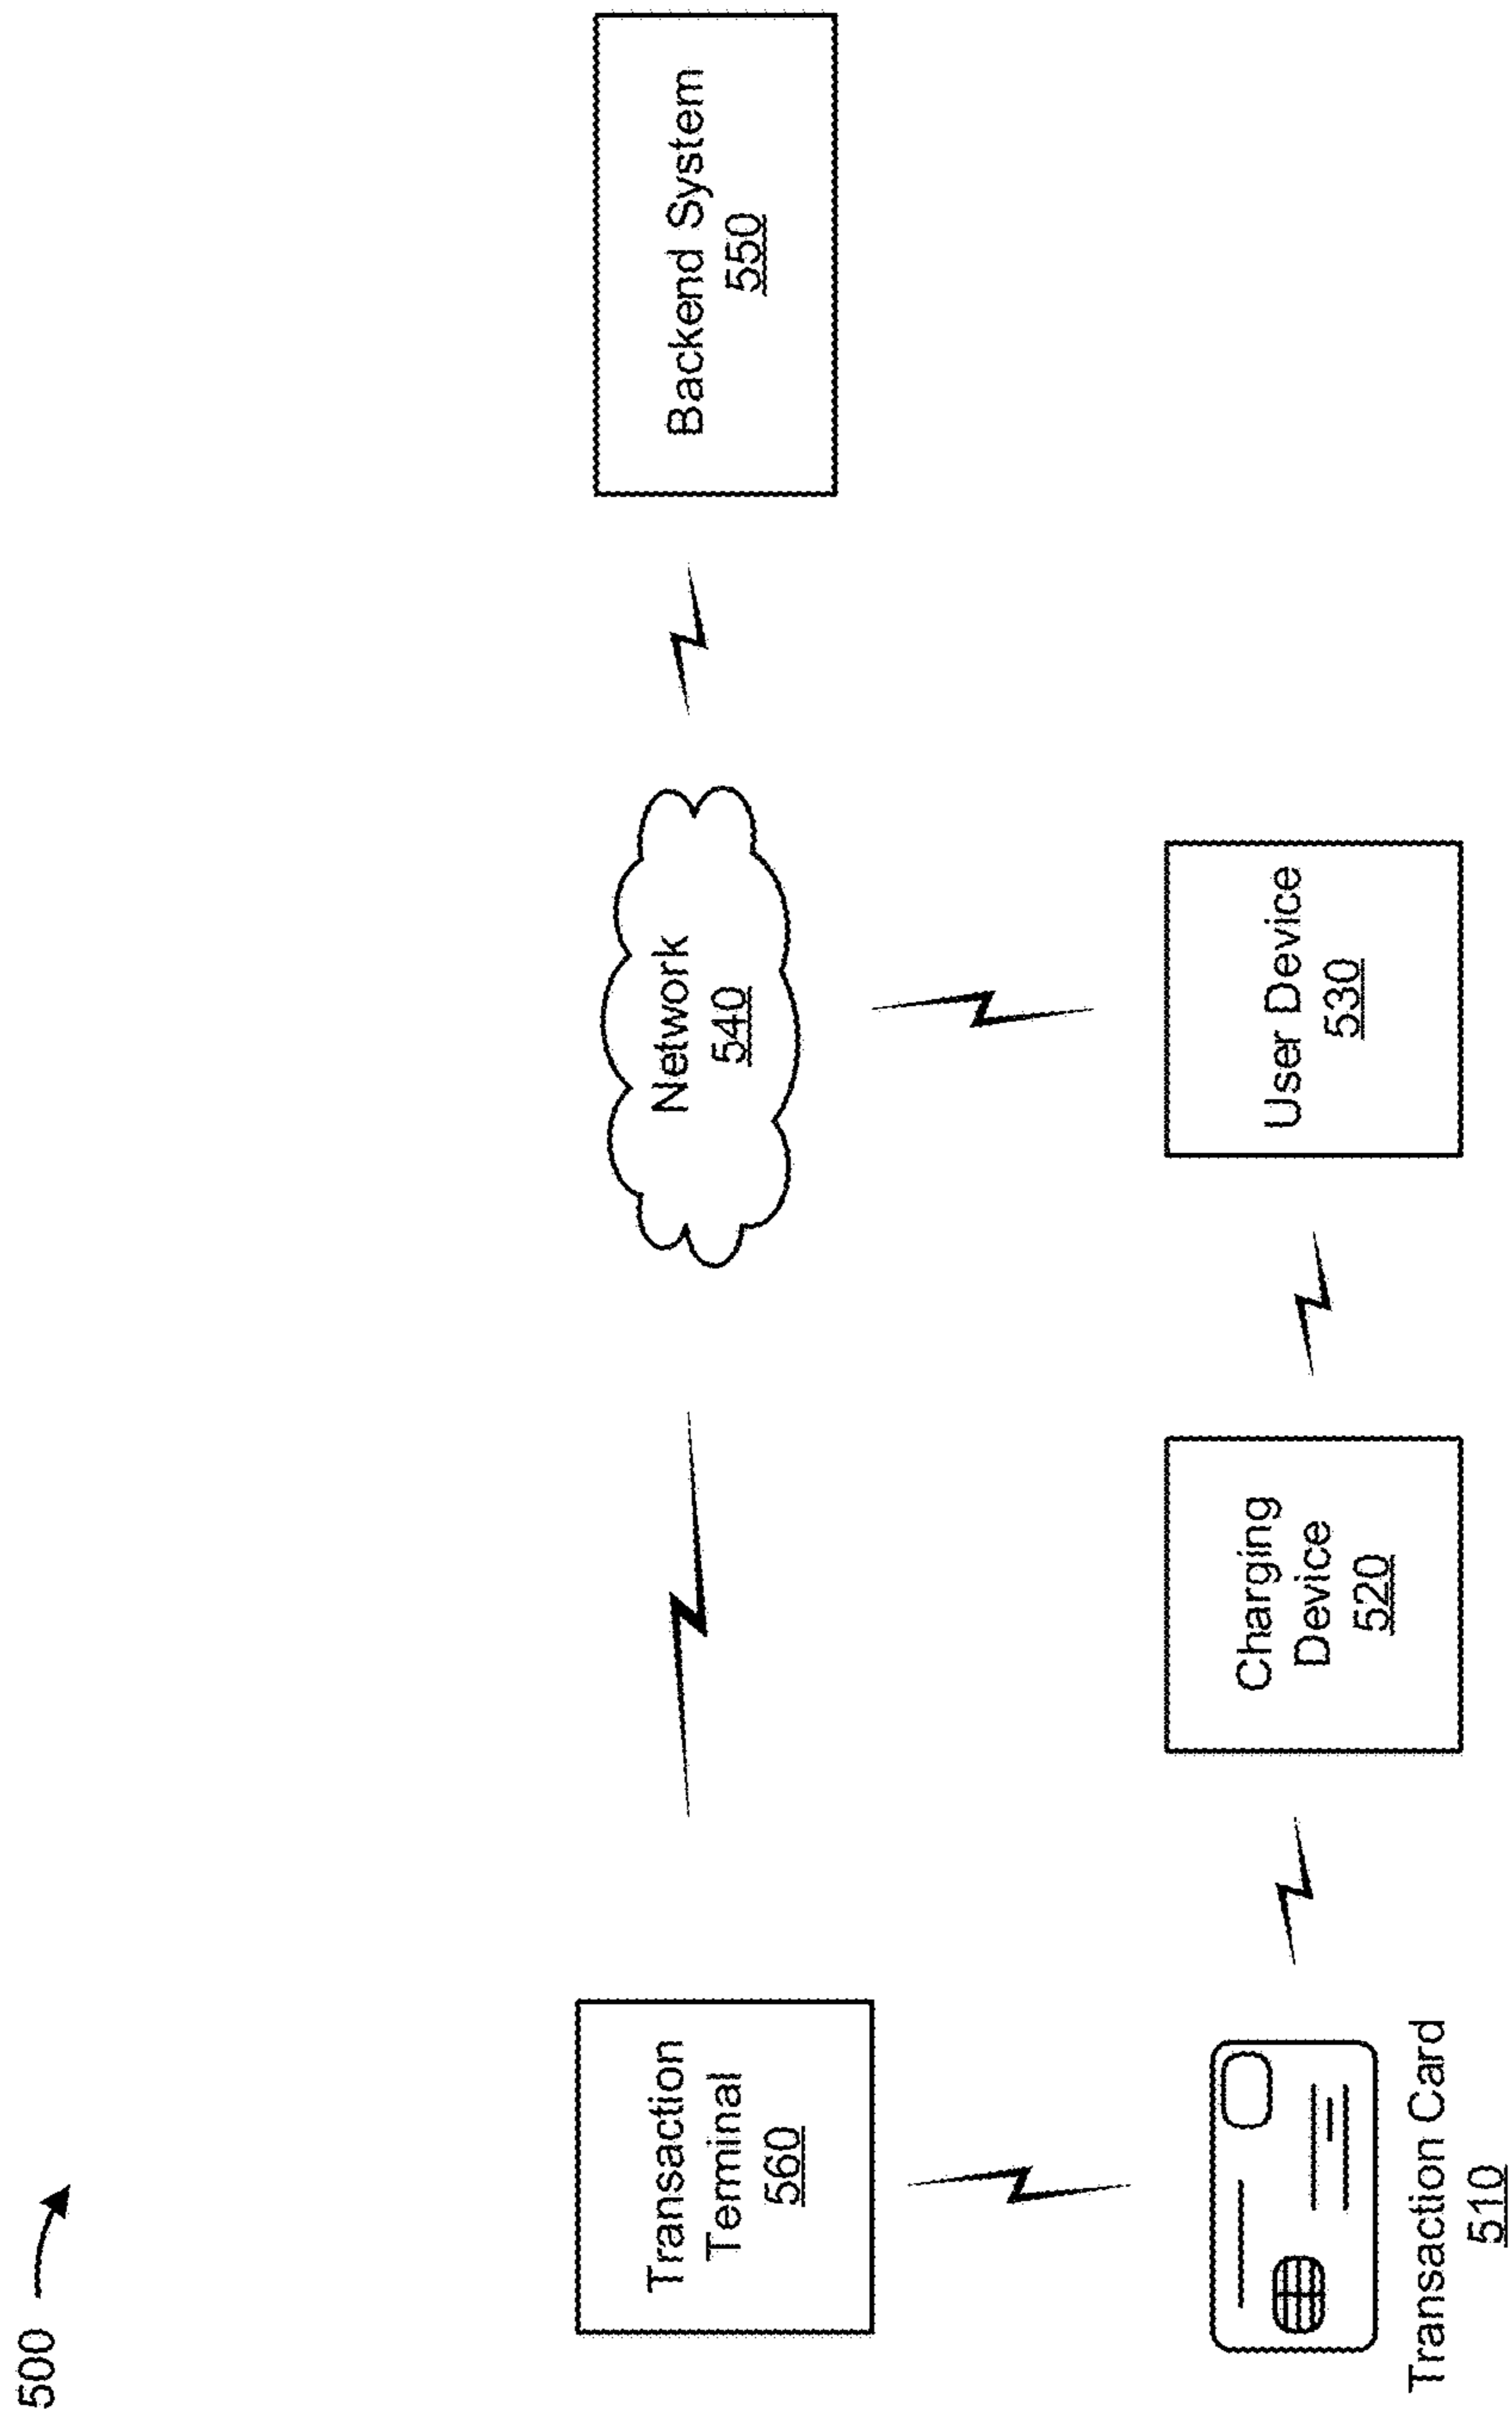 500
Transaction
Terminal
560
Network
540
Backend System
550
Transaction Card
510
Charging
Device
520
User Device
530